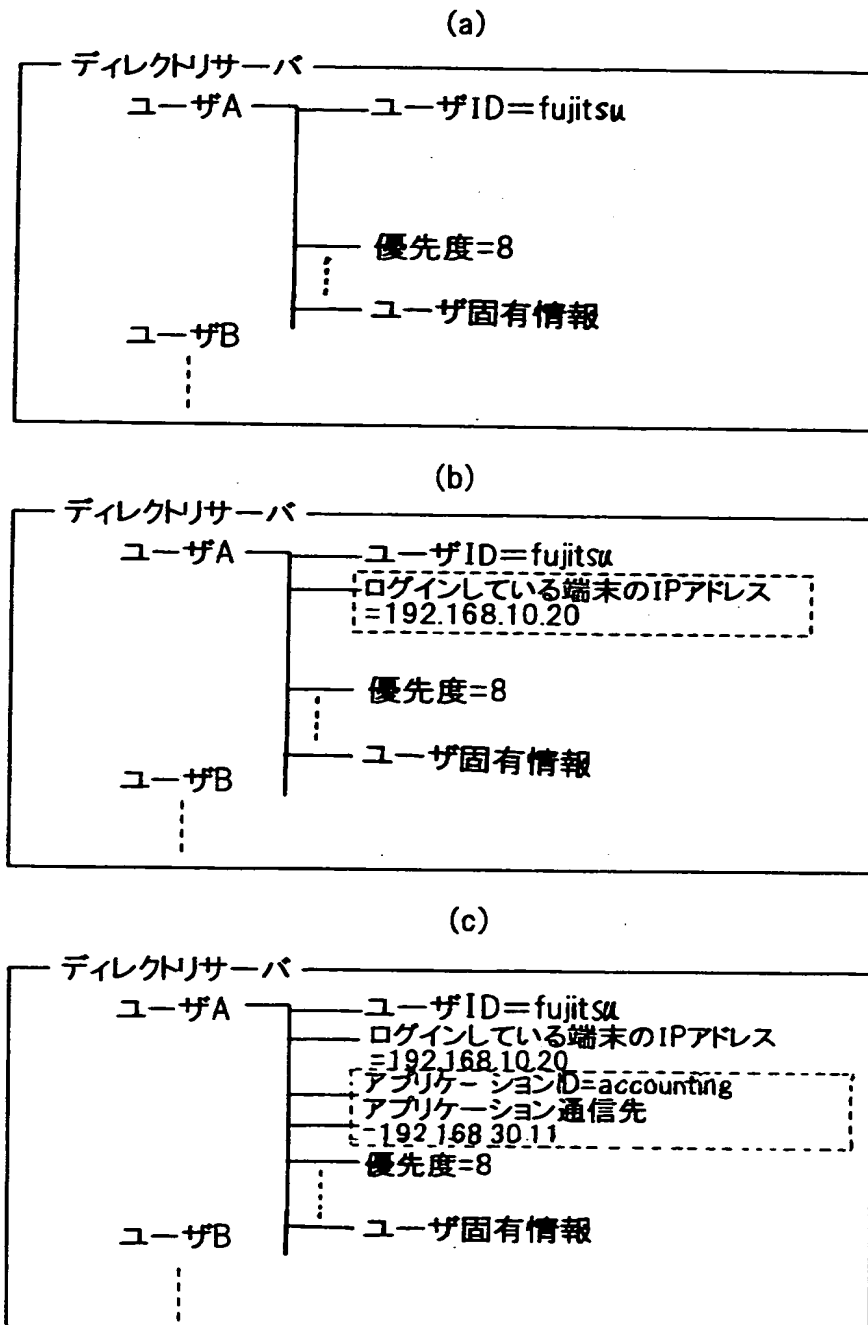 (a)
ディレクトリサーバ
ユーザA
ユーザID=fujitsu
優先度=8
ユーザ固有情報
ユーザB
(b)
ディレクトリサーバ
ユーザA
ユーザID=fujitsu
ログインしている端末のIPアドレス
=192.168.10.20
優先度=8
ユーザ固有情報
ユーザB
(c)
ディレクトリサーバ
ユーザA
ユーザID=fujitsu
ログインしている端末のIPアドレス
=192.168.10.20
アプリケーションID=accounting
アプリケーション通信先
=192.168.30.11
優先度=8
ユーザ固有情報
ユーザB